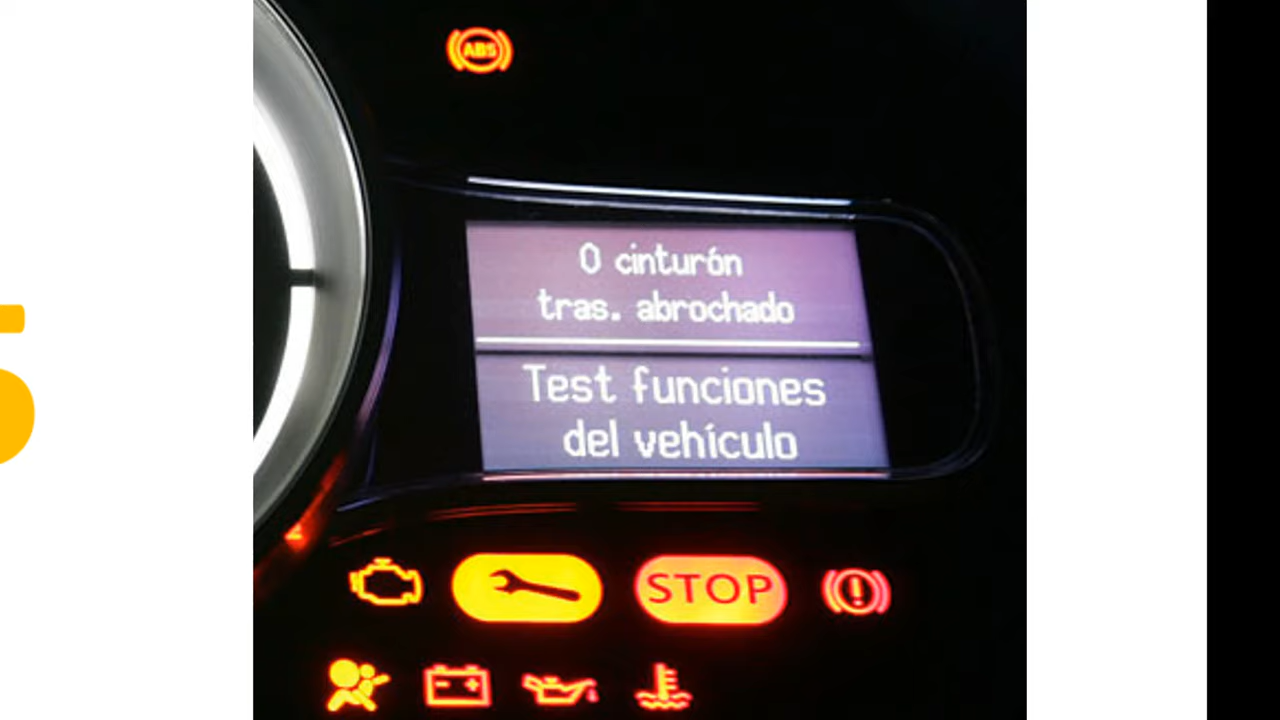 ABS
0 cinturón
tras. abrochado
Test funciones
del vehículo
STOP